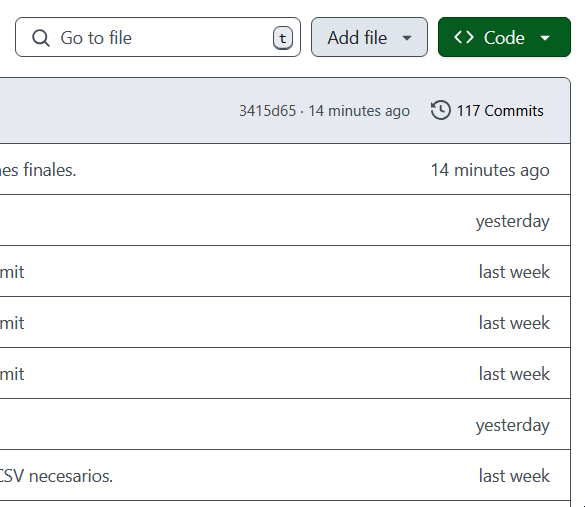 Go to file t Add file Code
3415d65 · 14 minutes ago 117 Commits
es finales. 14 minutes ago
yesterday
mit last week
mit last week
mit last week
yesterday
CSV necesarios. last week